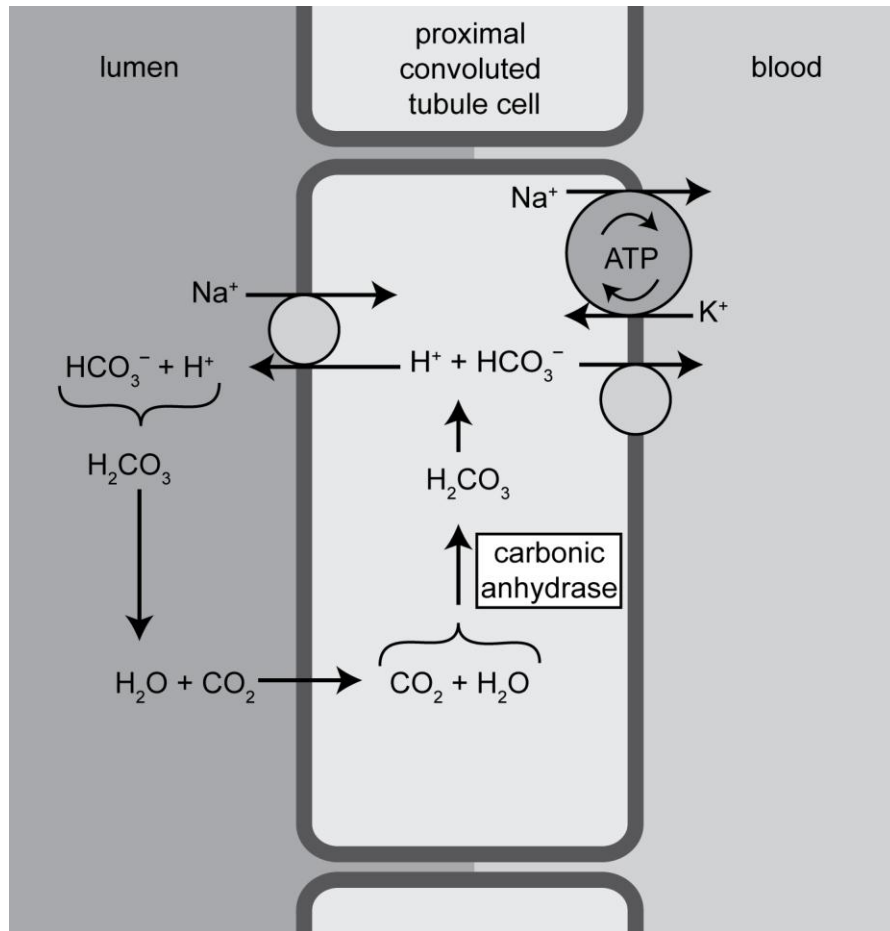 lumen
proximal
convoluted
tubule cell
blood
Na⁺
ATP
K⁺
Na⁺
HCO₃⁻ + H⁺
H⁺ + HCO₃⁻
H₂CO₃
H₂CO₃
carbonic
anhydrase
H₂O + CO₂
CO₂ + H₂O